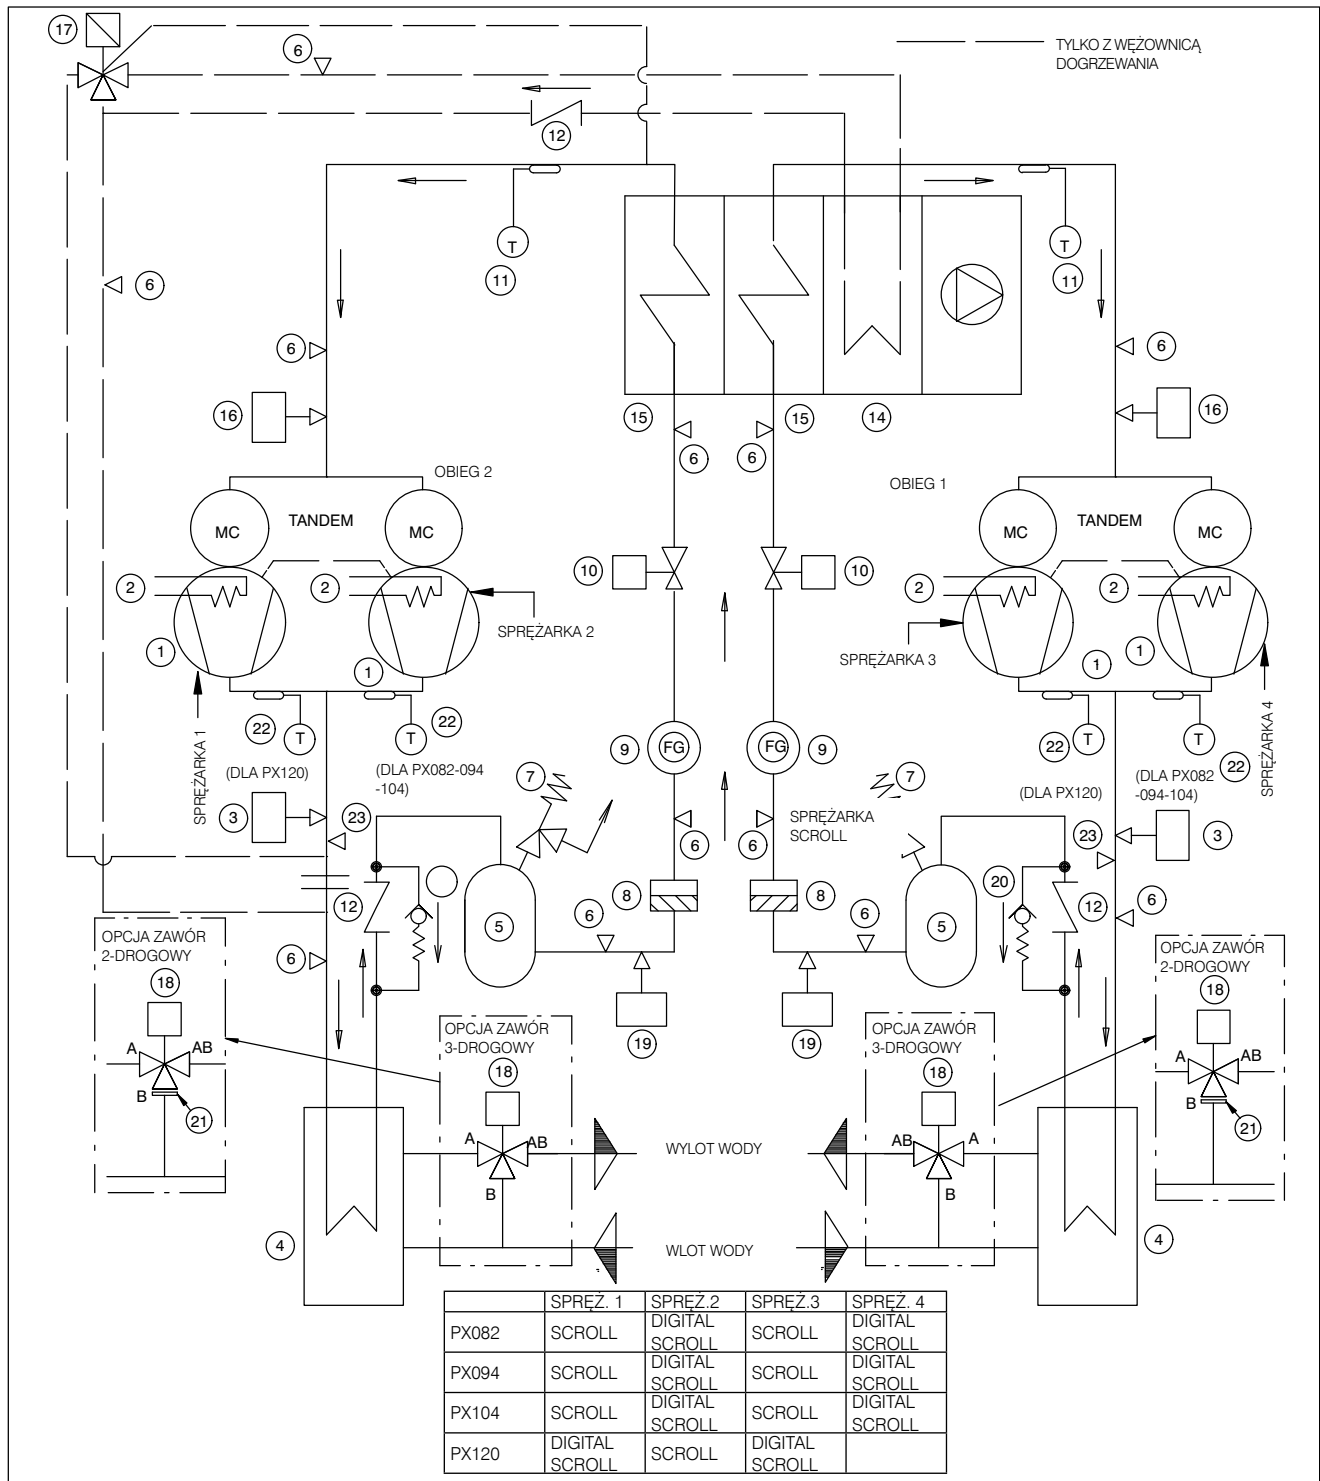 17
6
TYLKO Z WĘŻOWNICĄ
DOGRZEWANIA
12
T
11
T
11
6
6
6
16
15
15
14
16
6
6
OBIEG 2
OBIEG 1
MC
TANDEM
MC
MC
TANDEM
MC
10
10
2
2
2
2
SPRĘŻARKA 2
SPRĘŻARKA 3
1
1
1
1
SPRĘŻARKA 1
SPRĘŻARKA 4
22
T
T
22
22
T
T
22
9
FG
FG
9
(DLA PX120)
(DLA PX082-094
-104)
(DLA PX120)
(DLA PX082
-094-104)
7
7
3
23
SPRĘŻARKA
SCROLL
23
3
6
6
8
8
20
12
12
6
5
6
6
5
6
OPCJA ZAWÓR
2-DROGOWY
18
A
AB
B
21
OPCJA ZAWÓR
2-DROGOWY
18
A
AB
B
21
19
19
OPCJA ZAWÓR
3-DROGOWY
18
A
AB
B
OPCJA ZAWÓR
3-DROGOWY
18
AB
A
B
WYLOT WODY
WLOT WODY
4
4
SPRĘŻ. 1 SPRĘŻ.2 SPRĘŻ.3 SPRĘŻ. 4
PX082 SCROLL DIGITAL SCROLL SCROLL DIGITAL SCROLL
PX094 SCROLL DIGITAL SCROLL SCROLL DIGITAL SCROLL
PX104 SCROLL DIGITAL SCROLL SCROLL DIGITAL SCROLL
PX120 DIGITAL SCROLL SCROLL DIGITAL SCROLL